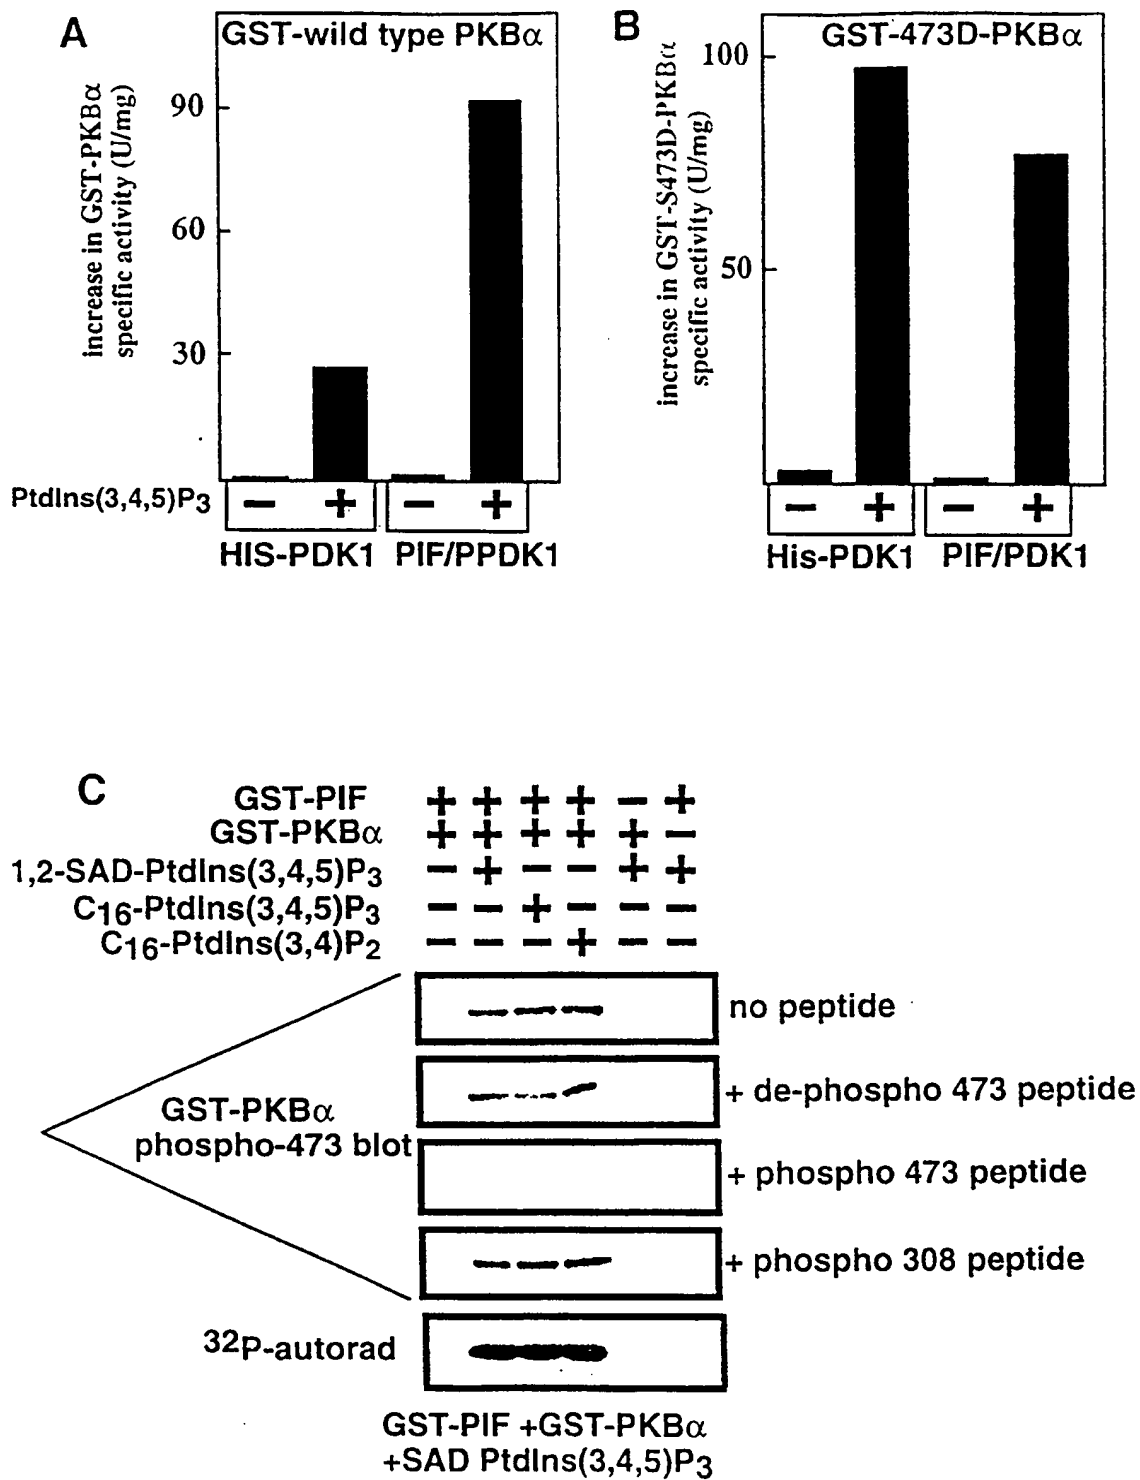 A
GST-wild type PKBα
increase in GST-PKBα
specific activity (U/mg)
90
60
30
PtdIns(3,4,5)P3
− + − +
HIS-PDK1 PIF/PPDK1
B
GST-473D-PKBα
increase in GST-S473D-PKBα
specific activity (U/mg)
100
50
− + − +
His-PDK1 PIF/PDK1
C
GST-PIF + + + + − +
GST-PKBα + + + + + −
1,2-SAD-PtdIns(3,4,5)P3 − + − − + +
C16-PtdIns(3,4,5)P3 − − + − − −
C16-PtdIns(3,4)P2 − − − + − −
no peptide
+ de-phospho 473 peptide
GST-PKBα
phospho-473 blot
+ phospho 473 peptide
+ phospho 308 peptide
32P-autorad
GST-PIF +GST-PKBα
+SAD PtdIns(3,4,5)P3